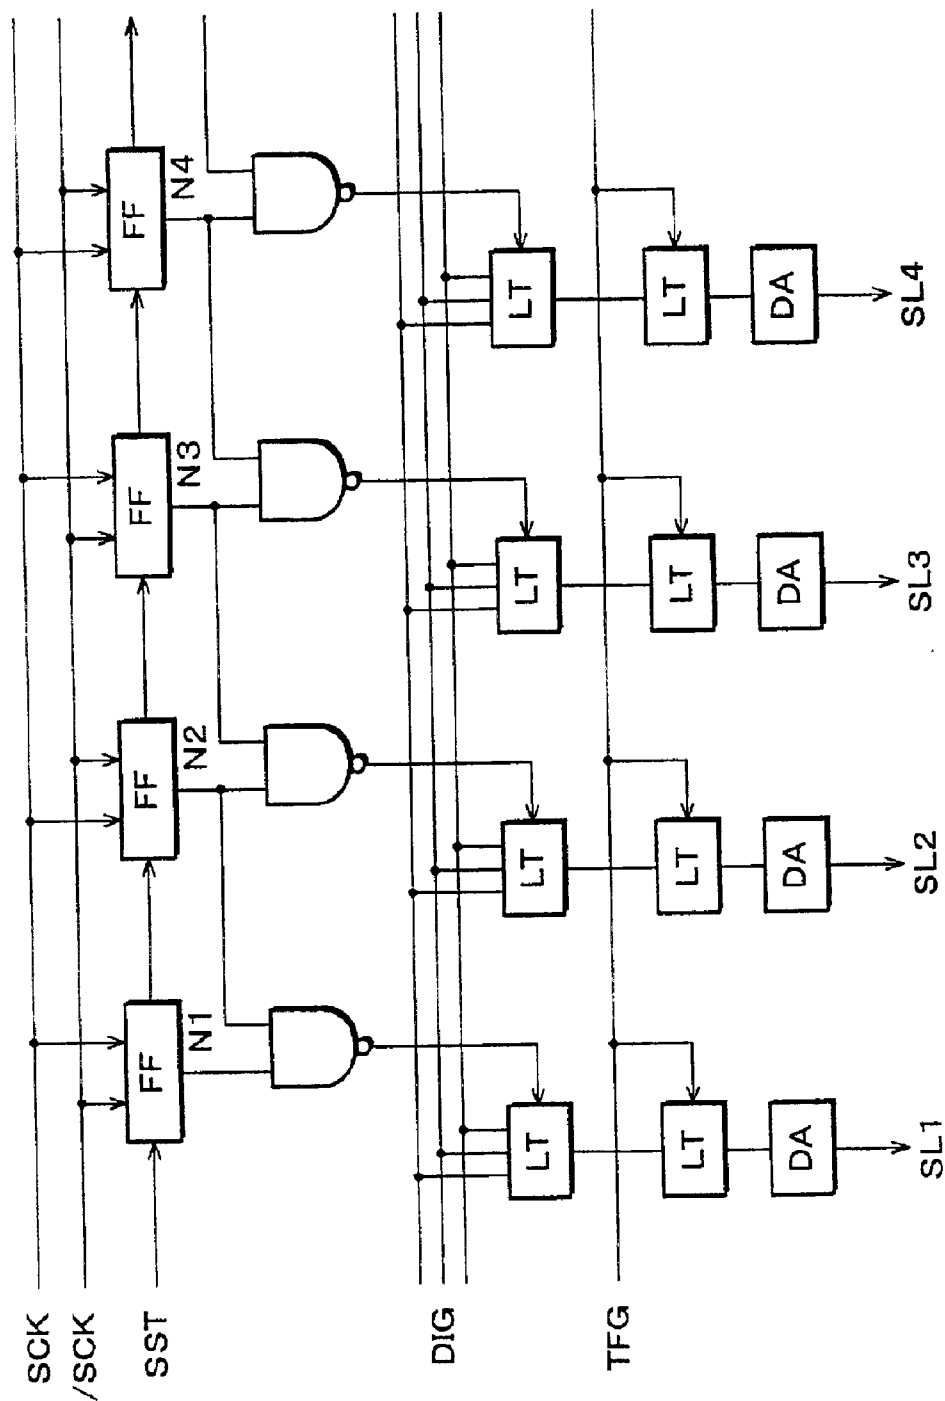 SCK
/SCK
SST
FF
FF
FF
FF
N1
N2
N3
N4
DIG
LT
LT
LT
LT
TFG
LT
LT
LT
LT
DA
DA
DA
DA
SL1
SL2
SL3
SL4